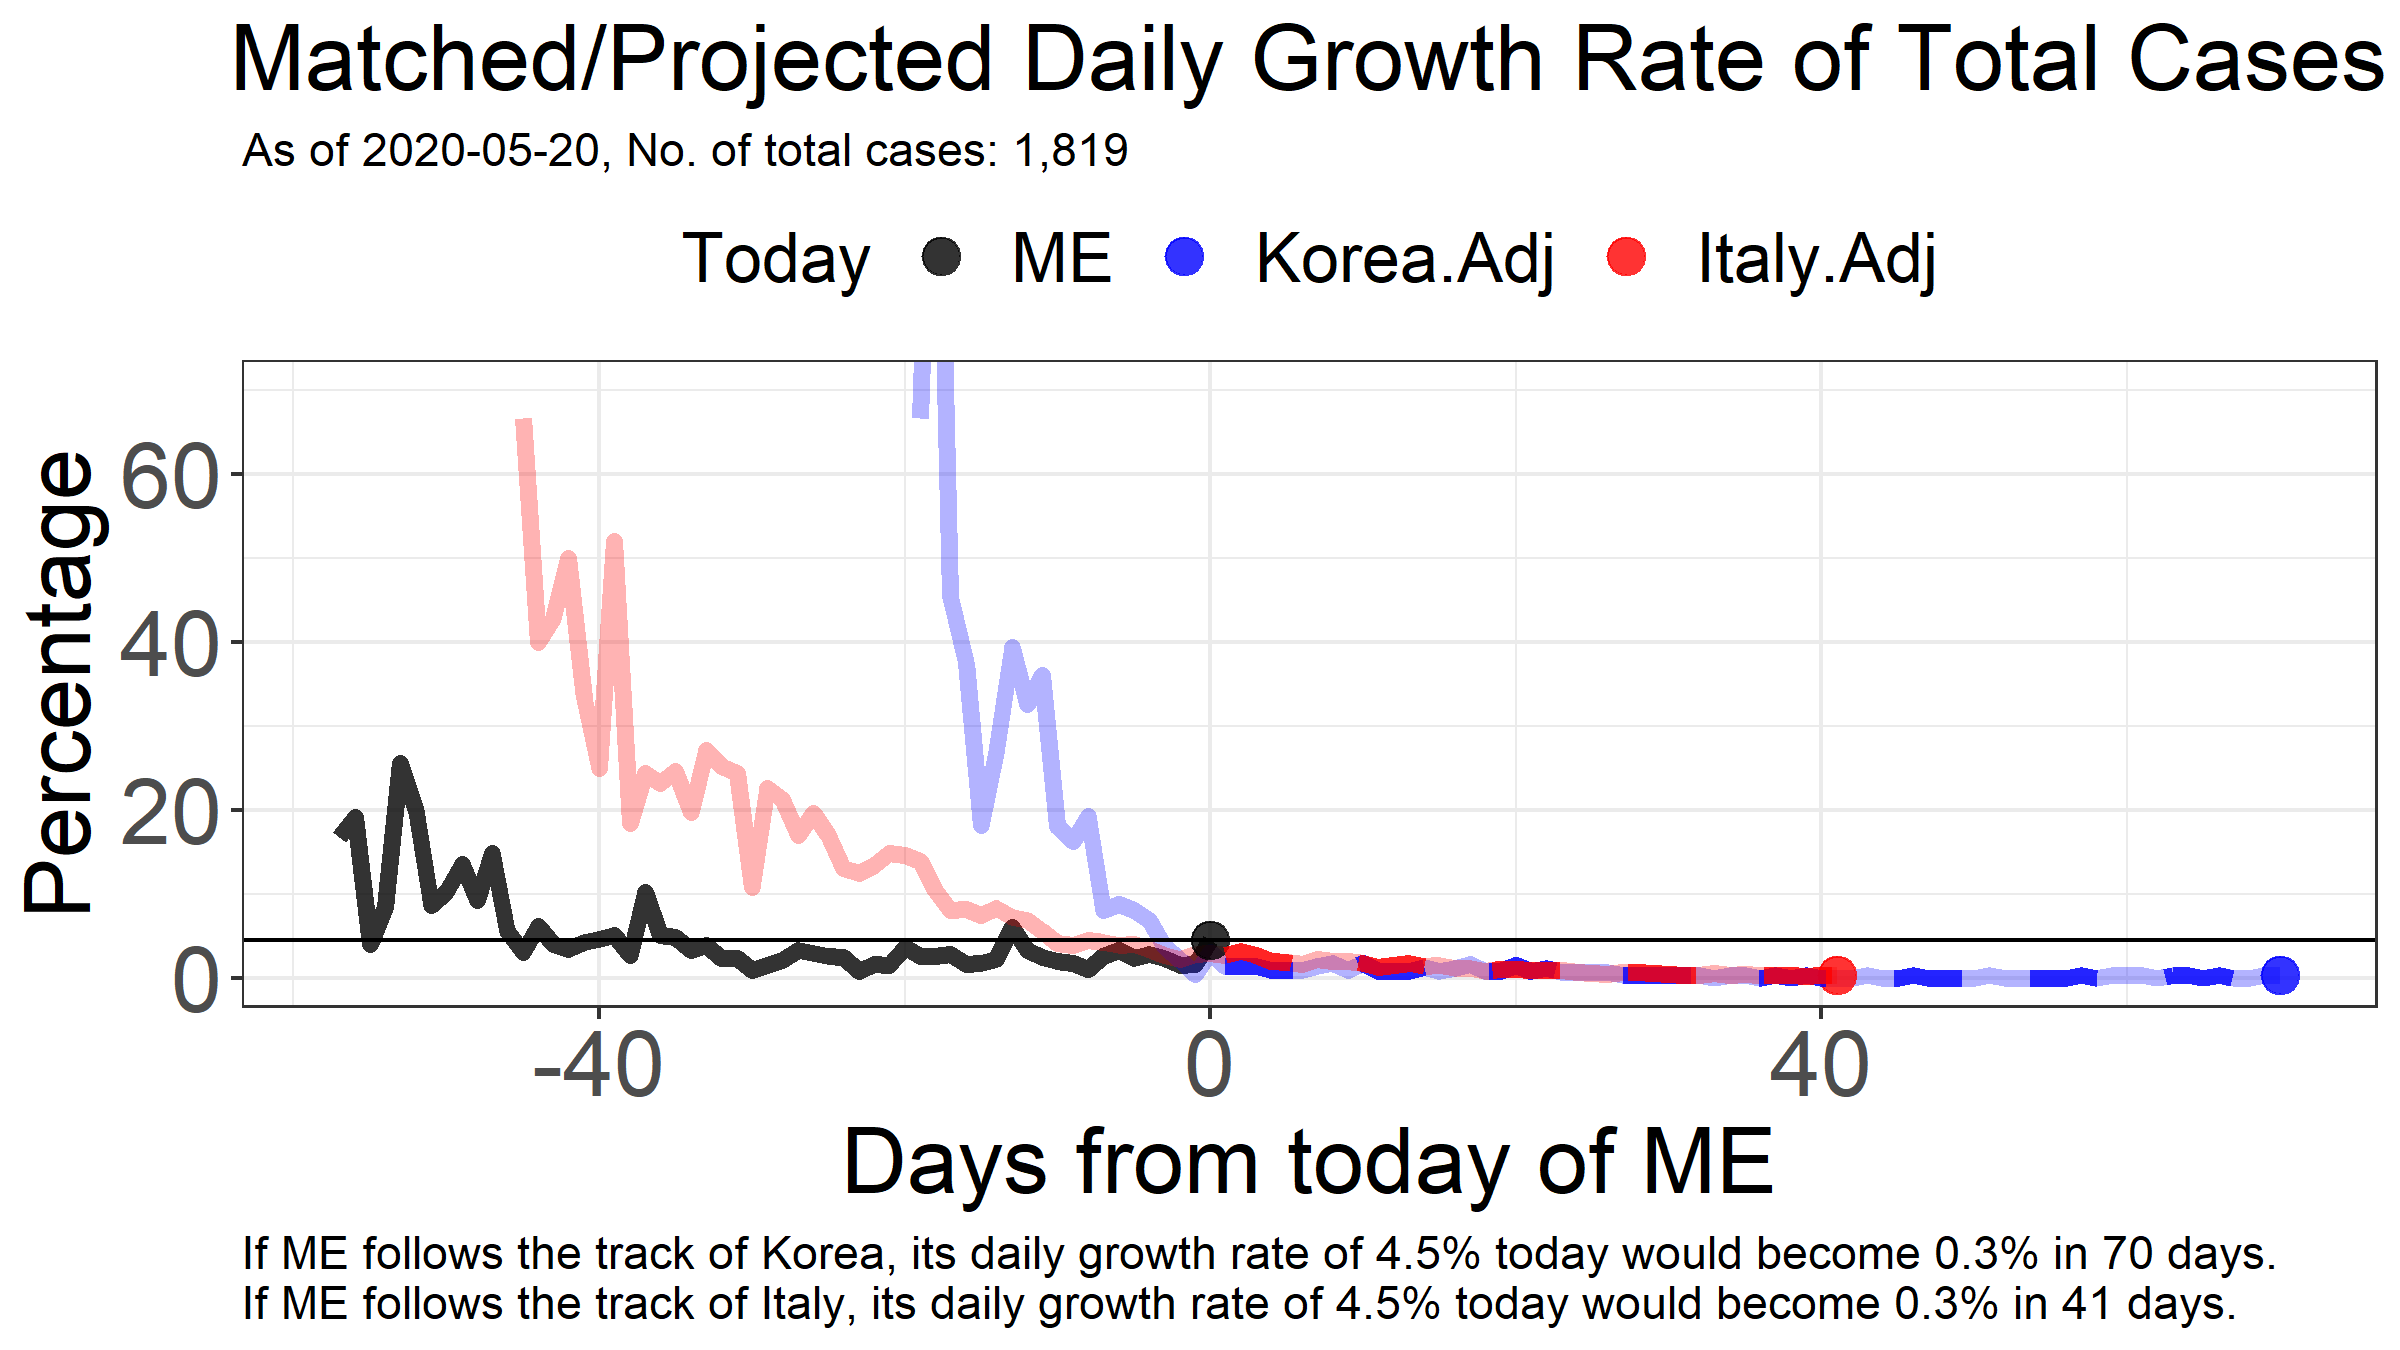 Matched/Projected Daily Growth Rate of Total Cases
As of 2020-05-20, No. of total cases: 1,819
Today ME Korea.Adj Italy.Adj
Percentage
60
40
20
0
-40 0 40
Days from today of ME
If ME follows the track of Korea, its daily growth rate of 4.5% today would become 0.3% in 70 days.
If ME follows the track of Italy, its daily growth rate of 4.5% today would become 0.3% in 41 days.